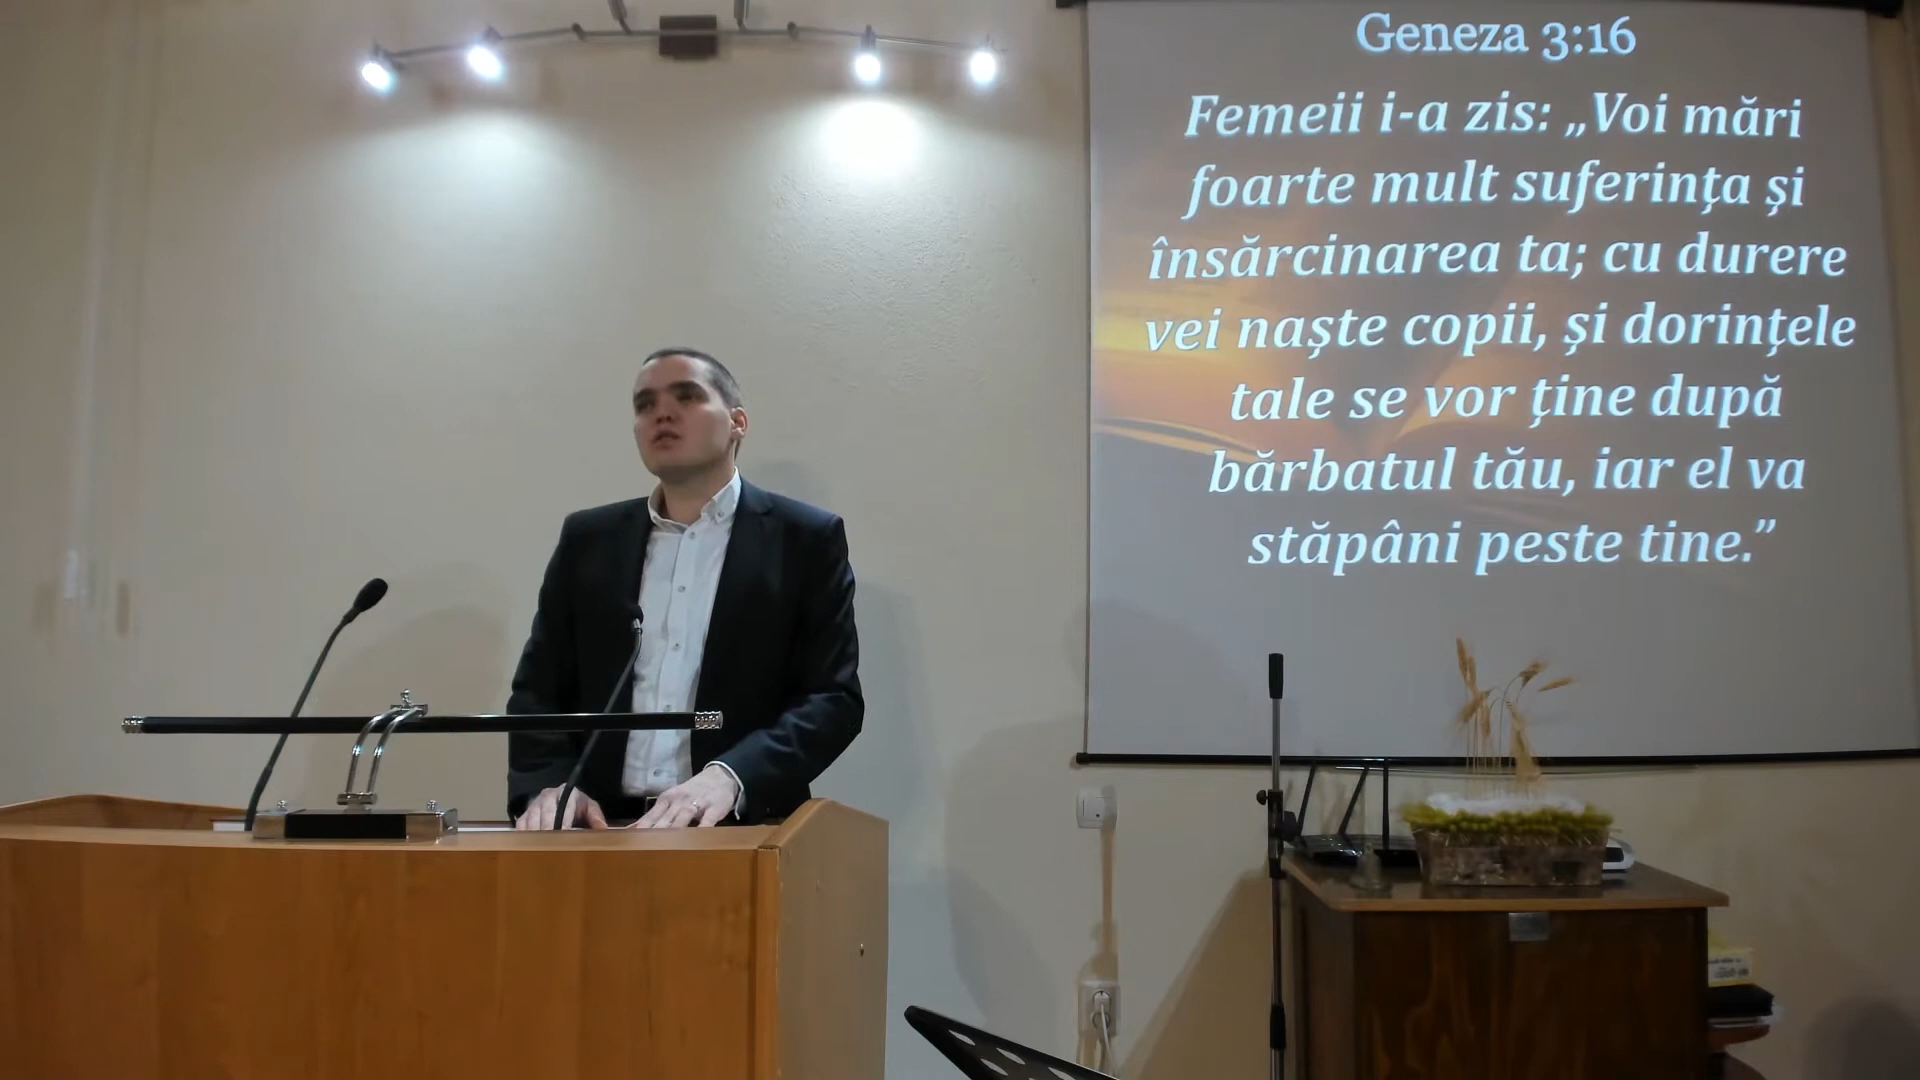 Geneza 3:16
Femeii i-a zis: „Voi mări
foarte mult suferința și
însărcinarea ta; cu durere
vei naște copii, și dorințele
tale se vor ține după
bărbatul tău, iar el va
stăpâni peste tine.”